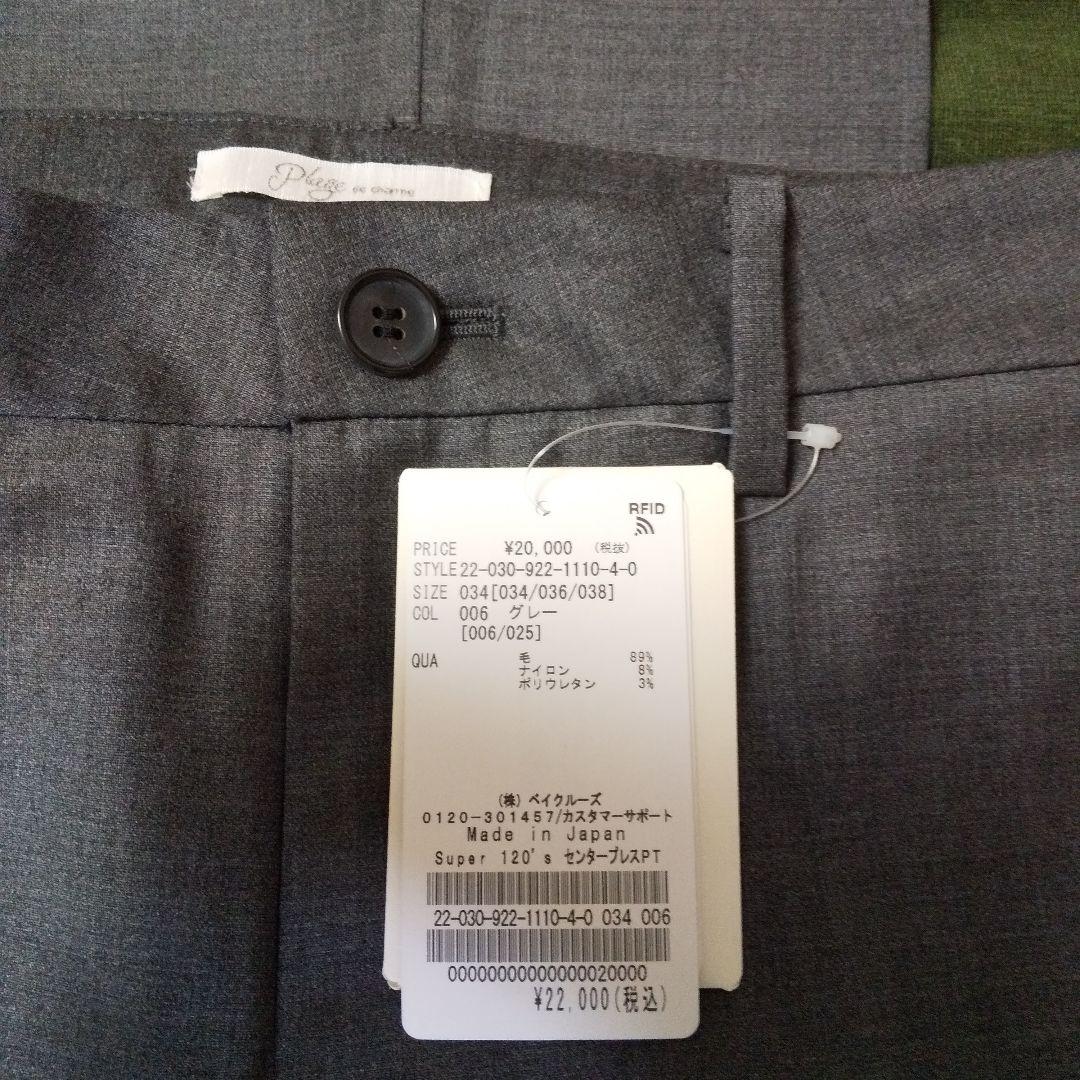 Plage de charme
RFID
PRICE ¥20,000 (税抜)
STYLE 22-030-922-1110-4-0
SIZE 034[034/036/038]
COL 006 グレー
[006/025]
QUA 毛 89%
ナイロン 8%
ポリウレタン 3%
(株)ベイクルーズ
0120-301457/カスタマーサポート
Made in Japan
Super 120's センタープレスPT
22-030-922-1110-4-0 034 006
00000000000000020000
¥22,000(税込)